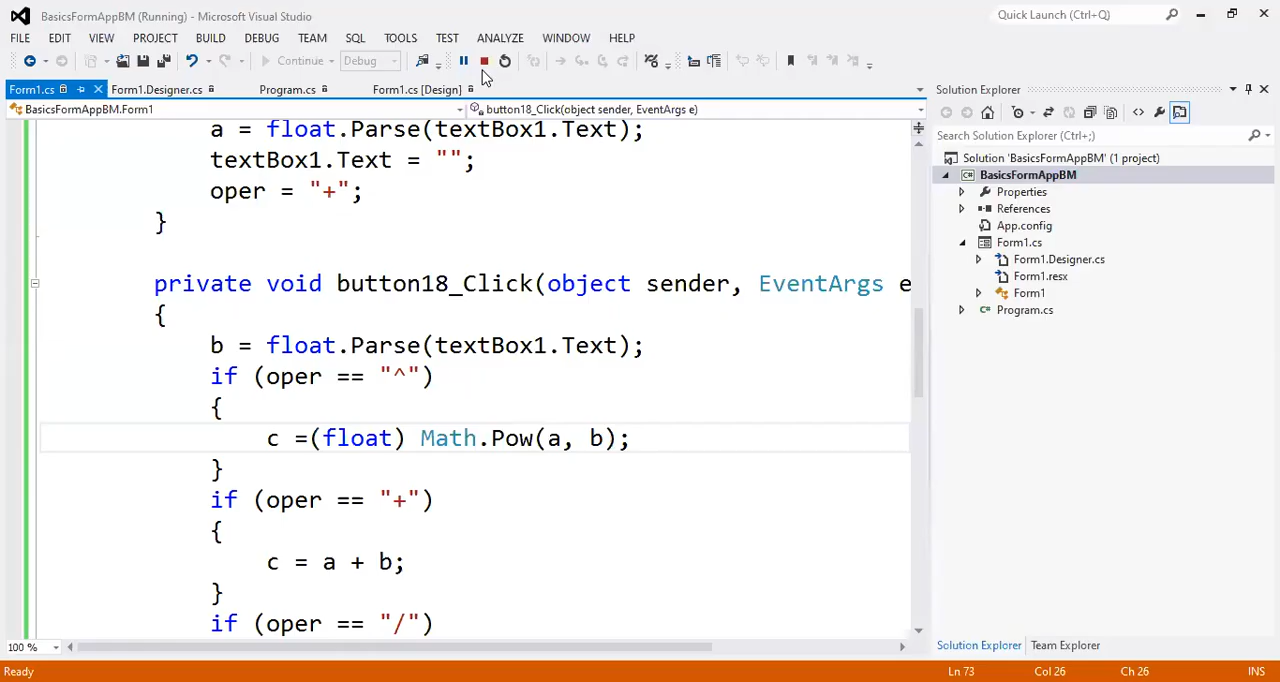 BasicsFormAppBM (Running) - Microsoft Visual Studio
Quick Launch (Ctrl+Q)
FILE EDIT VIEW PROJECT BUILD DEBUG TEAM SQL TOOLS TEST ANALYZE WINDOW HELP
Continue Debug
Form1.cs Form1.Designer.cs Program.cs Form1.cs [Design] Solution Explorer
BasicsFormAppBM.Form1 button18_Click(object sender, EventArgs e)
Search Solution Explorer (Ctrl+;)
Solution 'BasicsFormAppBM' (1 project)
BasicsFormAppBM
Properties
References
App.config
Form1.cs
Form1.Designer.cs
Form1.resx
Form1
Program.cs
a = float.Parse(textBox1.Text);
textBox1.Text = "";
oper = "+";
}
private void button18_Click(object sender, EventArgs e
{
b = float.Parse(textBox1.Text);
if (oper == "^")
{
c =(float) Math.Pow(a, b);
}
if (oper == "+")
{
c = a + b;
}
if (oper == "/")
100 %
Solution Explorer Team Explorer
Ready Ln 73 Col 26 Ch 26 INS